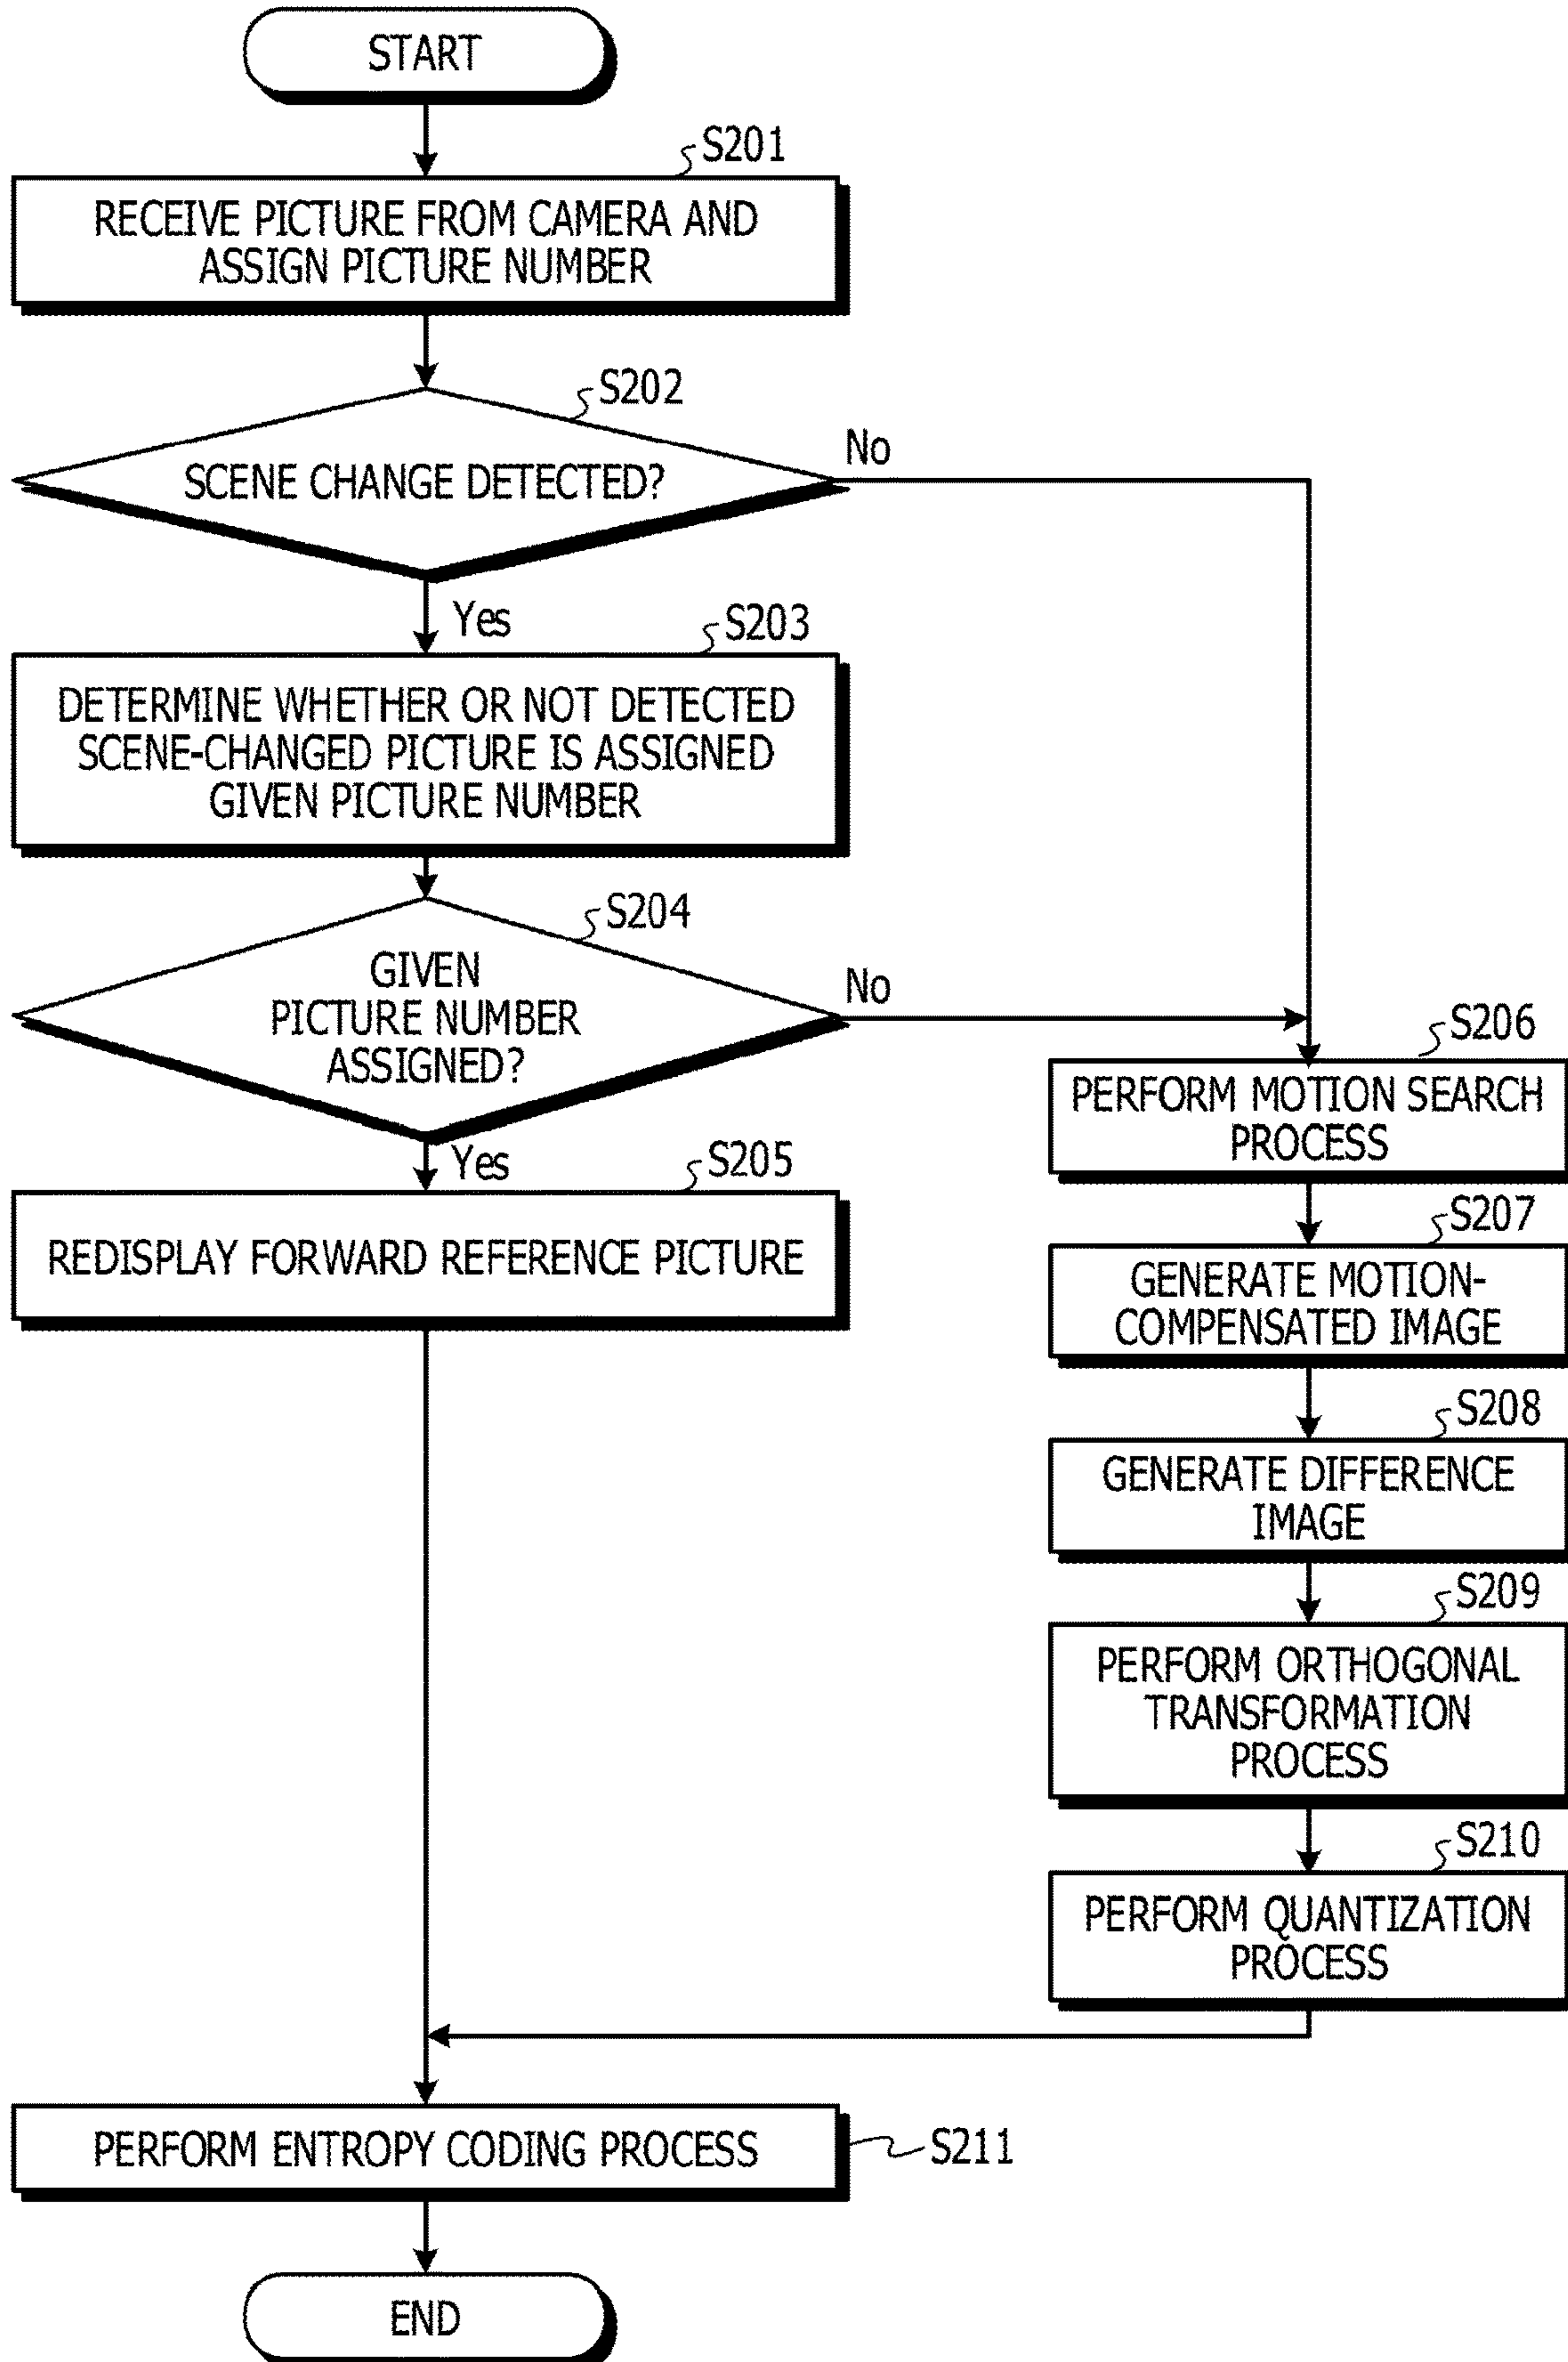 START
S201
RECEIVE PICTURE FROM CAMERA AND
ASSIGN PICTURE NUMBER
S202
SCENE CHANGE DETECTED?
No
Yes
S203
DETERMINE WHETHER OR NOT DETECTED
SCENE-CHANGED PICTURE IS ASSIGNED
GIVEN PICTURE NUMBER
S204
GIVEN
PICTURE NUMBER
ASSIGNED?
No
Yes
S205
REDISPLAY FORWARD REFERENCE PICTURE
S206
PERFORM MOTION SEARCH
PROCESS
S207
GENERATE MOTION-
COMPENSATED IMAGE
S208
GENERATE DIFFERENCE
IMAGE
S209
PERFORM ORTHOGONAL
TRANSFORMATION
PROCESS
S210
PERFORM QUANTIZATION
PROCESS
PERFORM ENTROPY CODING PROCESS
S211
END